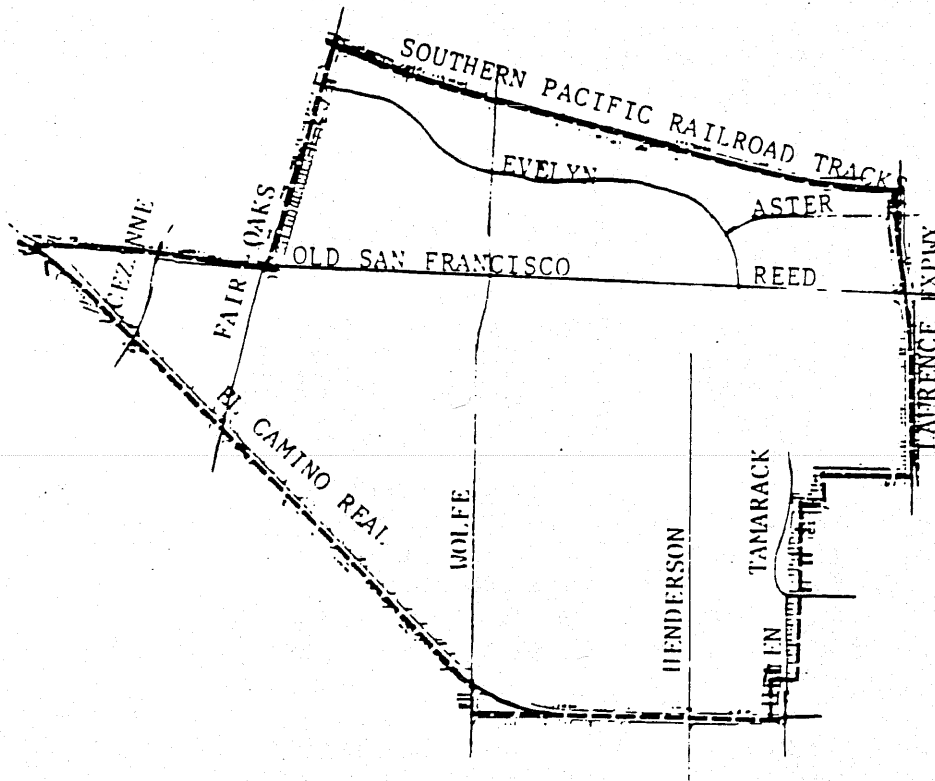 SOUTHERN PACIFIC RAILROAD TRACKS
EVELYN
ASTER
CEZANNE
FAIR OAKS
OLD SAN FRANCISCO
REED
LAURENCE EXPWY
EL CAMINO REAL
WOLFE
HENDERSON
TAMARACK